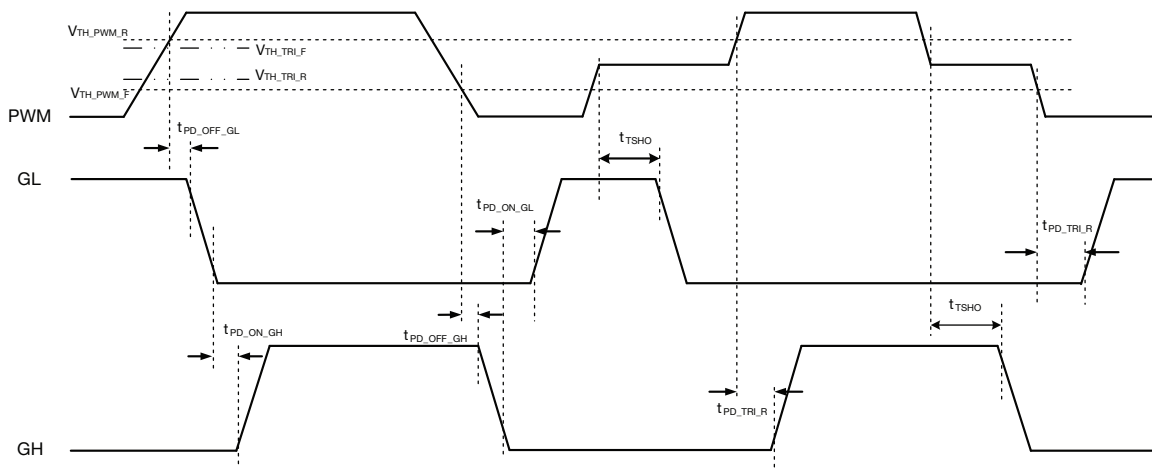 VTH_PWM_R
VTH_TRI_F
VTH_TRI_R
VTH_PWM_F
PWM
tPD_OFF_GL
tTSHO
GL
tPD_ON_GL
tPD_TRI_R
tTSHO
tPD_ON_GH
tPD_OFF_GH
tPD_TRI_R
GH